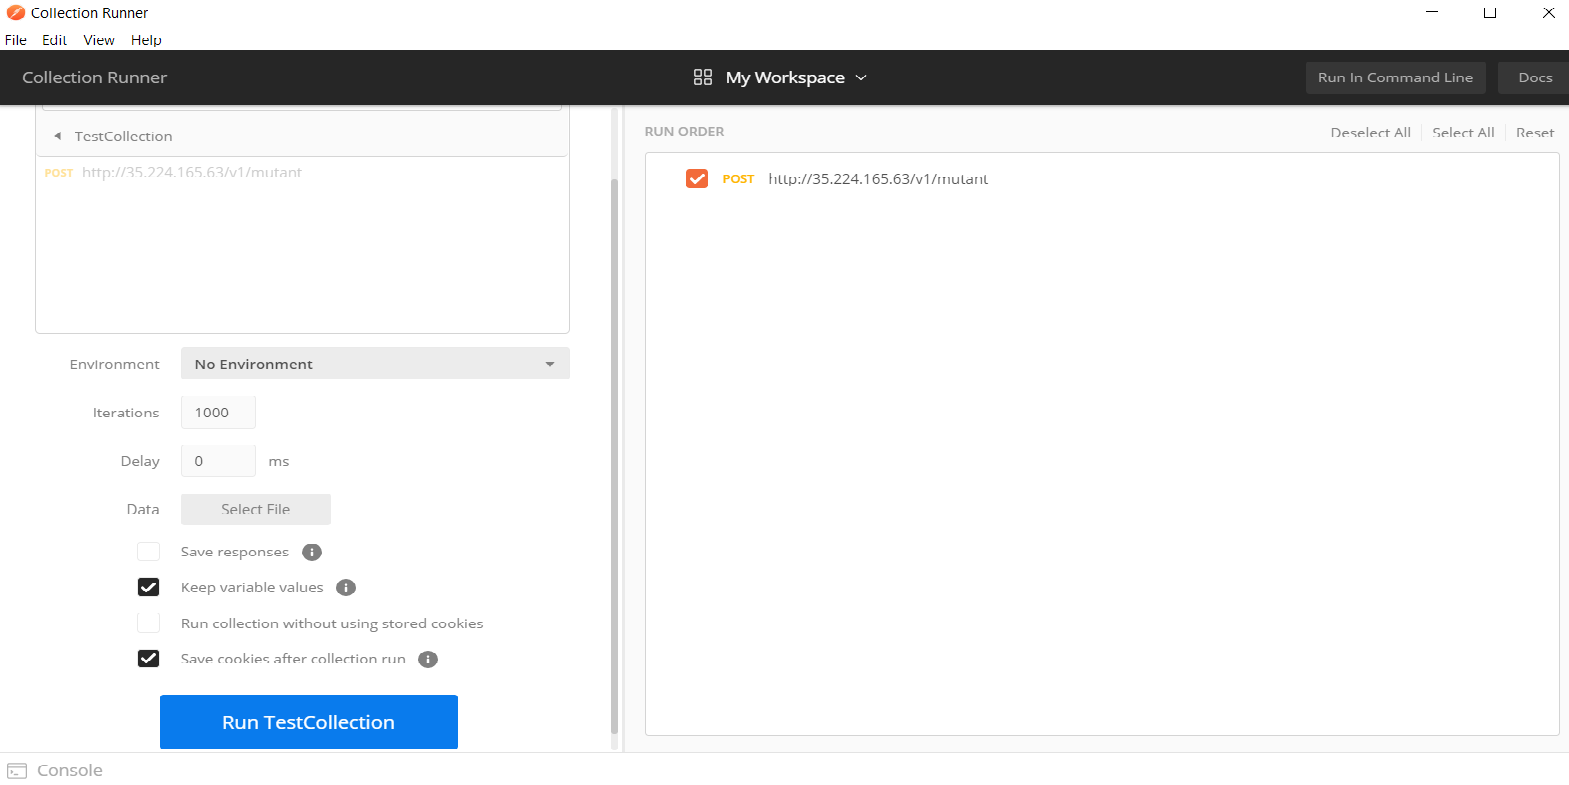 Collection Runner
File Edit View Help
Collection Runner
My Workspace
Run In Command Line
Docs
TestCollection
POST http://35.224.165.63/v1/mutant
Environment No Environment
Iterations 1000
Delay 0 ms
Data Select File
Save responses
Keep variable values
Run collection without using stored cookies
Save cookies after collection run
Run TestCollection
RUN ORDER
Deselect All Select All Reset
POST http://35.224.165.63/v1/mutant
Console